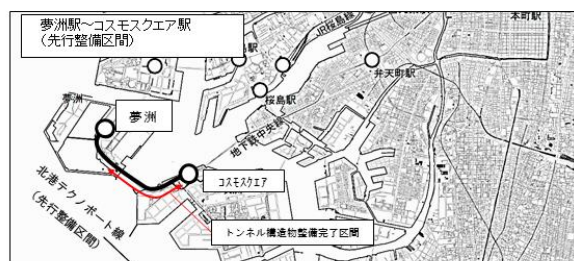 夢洲駅～コスモスクエア駅
（先行整備区間）
本町駅
JR桜島線
弁天町駅
桜島駅
夢洲
夢洲
地下鉄中央線
コスモスクエア
北港テクノポート線
（先行整備区間）
トンネル構造物整備完了区間